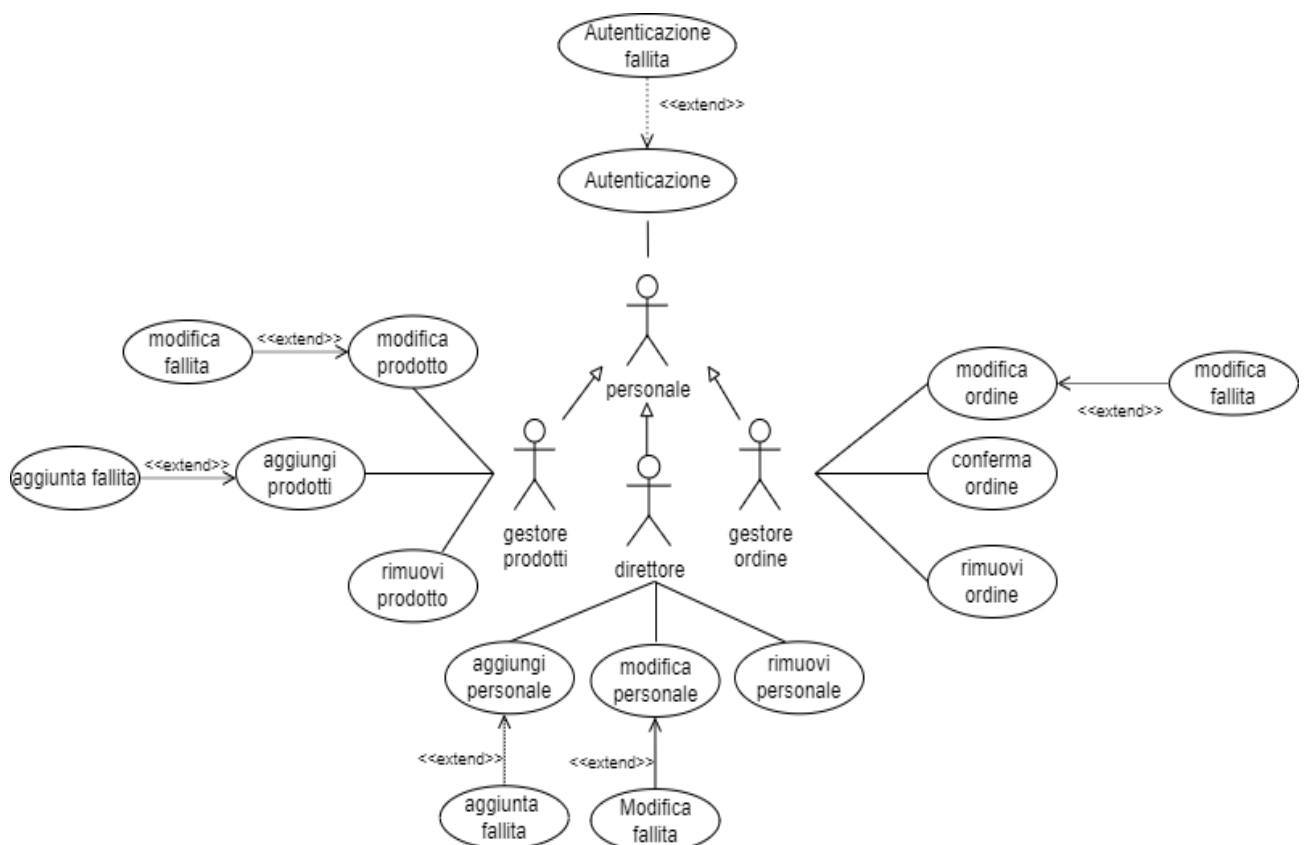 Autenticazione
fallita
<<extend>>
Autenticazione
modifica
fallita
<<extend>>
modifica
prodotto
personale
modifica
ordine
<<extend>>
modifica
fallita
aggiunta fallita
<<extend>>
aggiungi
prodotti
conferma
ordine
gestore
prodotti
gestore
ordine
direttore
rimuovi
prodotto
rimuovi
ordine
aggiungi
personale
modifica
personale
rimuovi
personale
<<extend>>
<<extend>>
aggiunta
fallita
Modifica
fallita